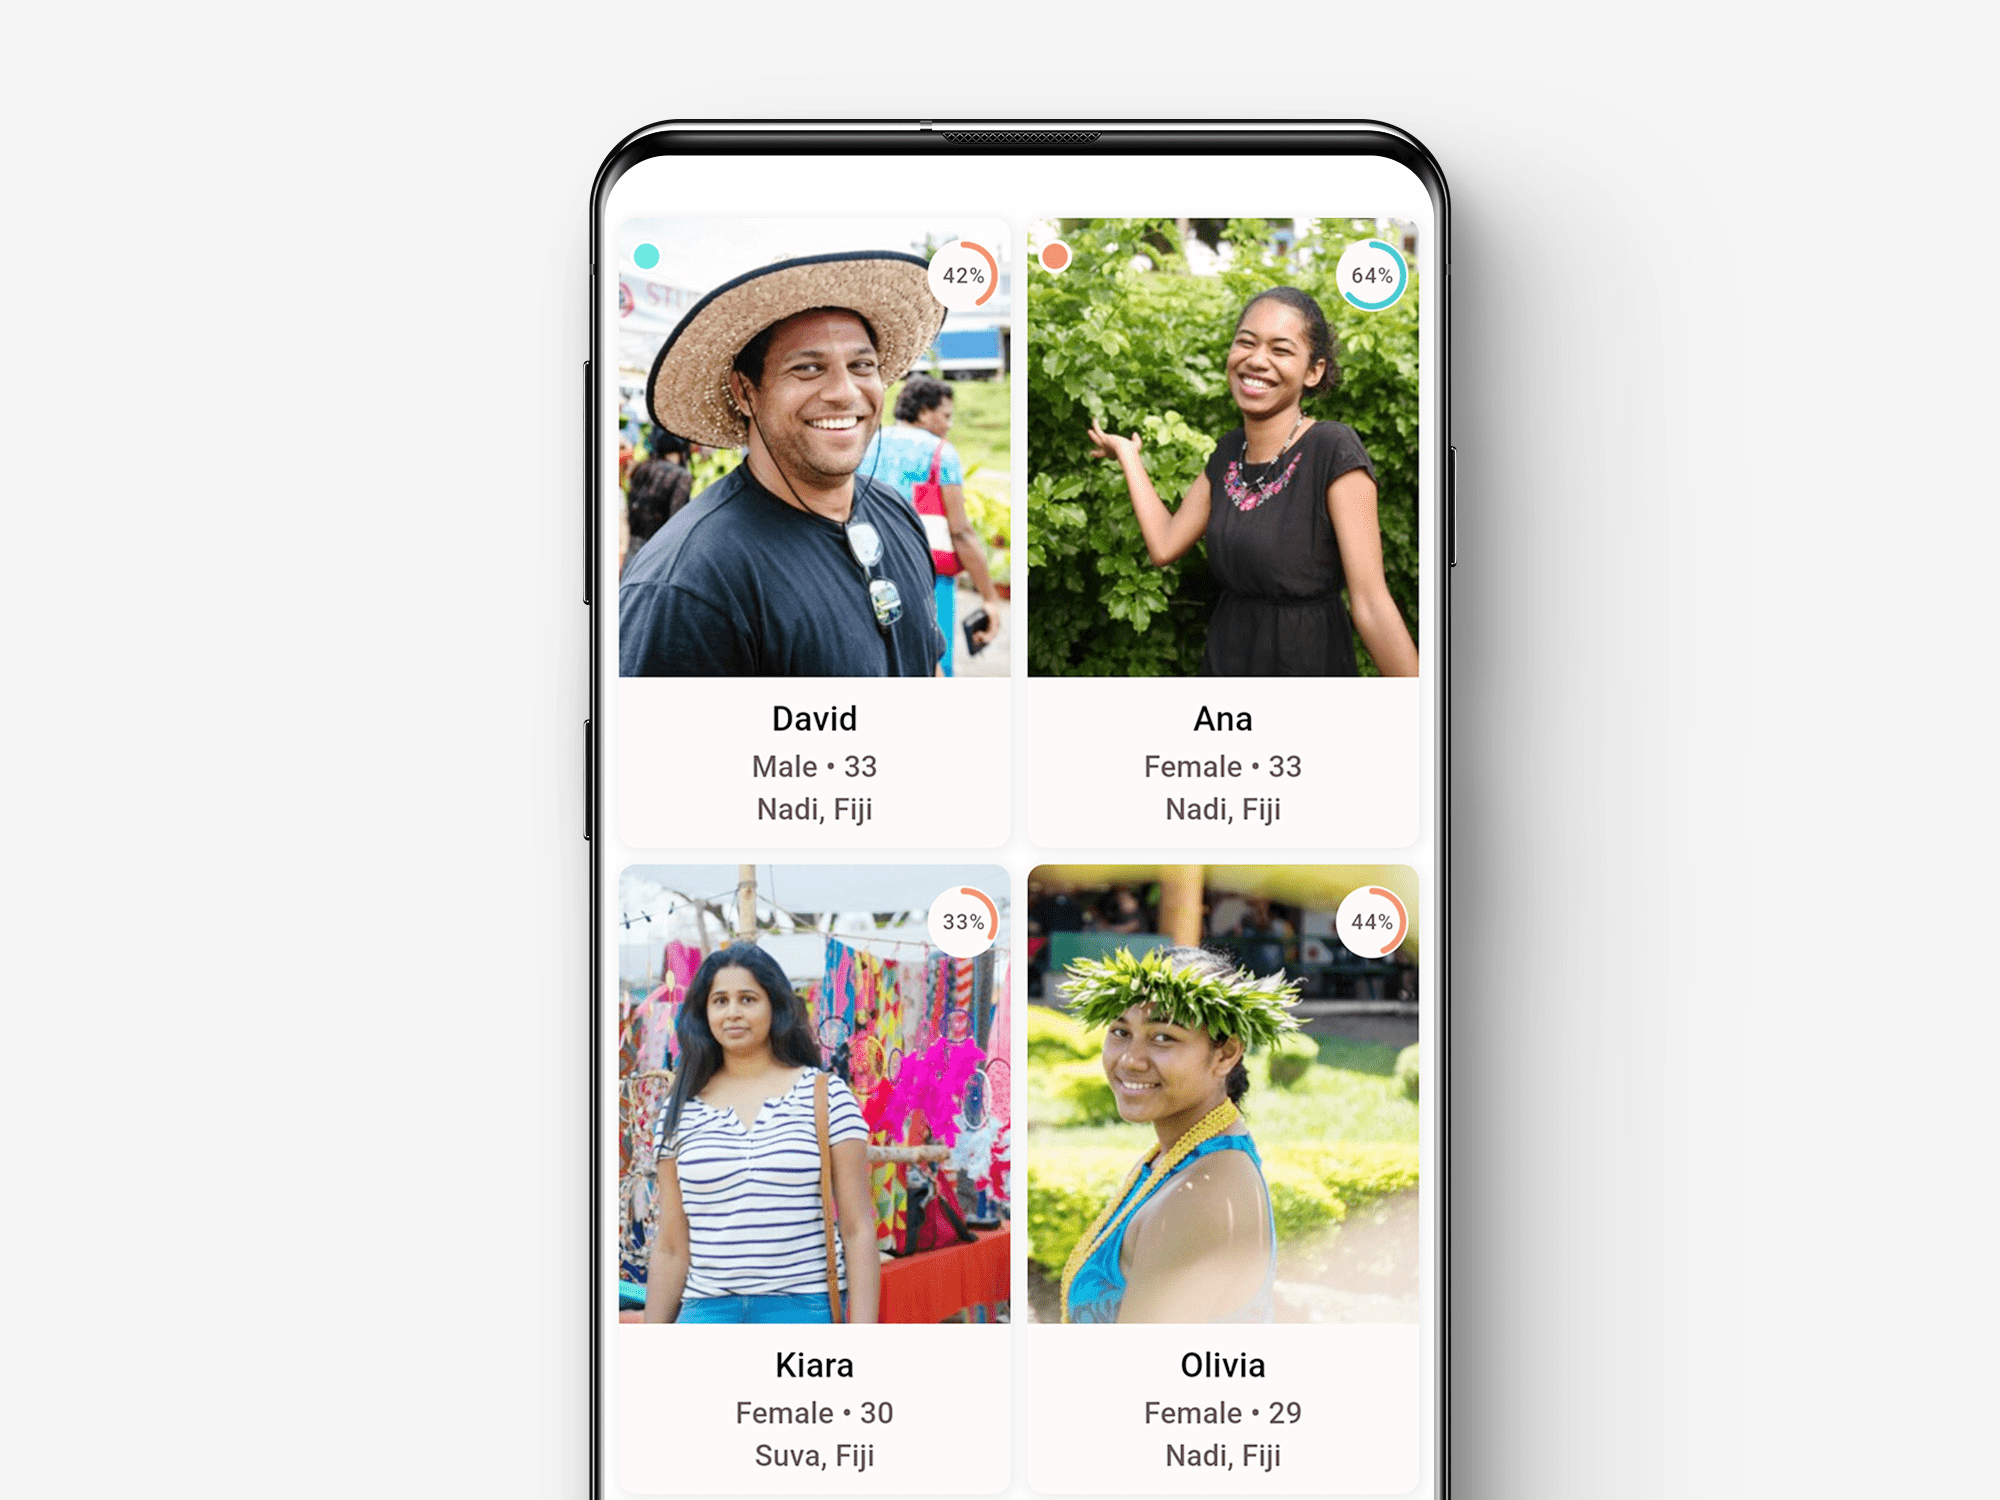 42%
64%
David
Male • 33
Nadi, Fiji
Ana
Female • 33
Nadi, Fiji
33%
44%
Kiara
Female • 30
Suva, Fiji
Olivia
Female • 29
Nadi, Fiji